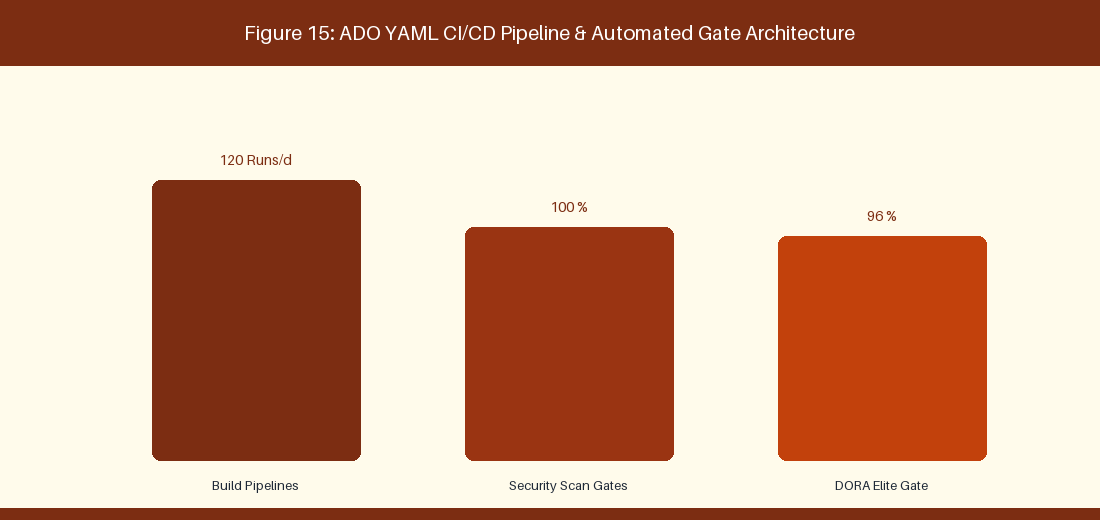 Figure 15: ADO YAML CI/CD Pipeline & Automated Gate Architecture
120 Runs/d
100 %
96 %
Build Pipelines
Security Scan Gates
DORA Elite Gate